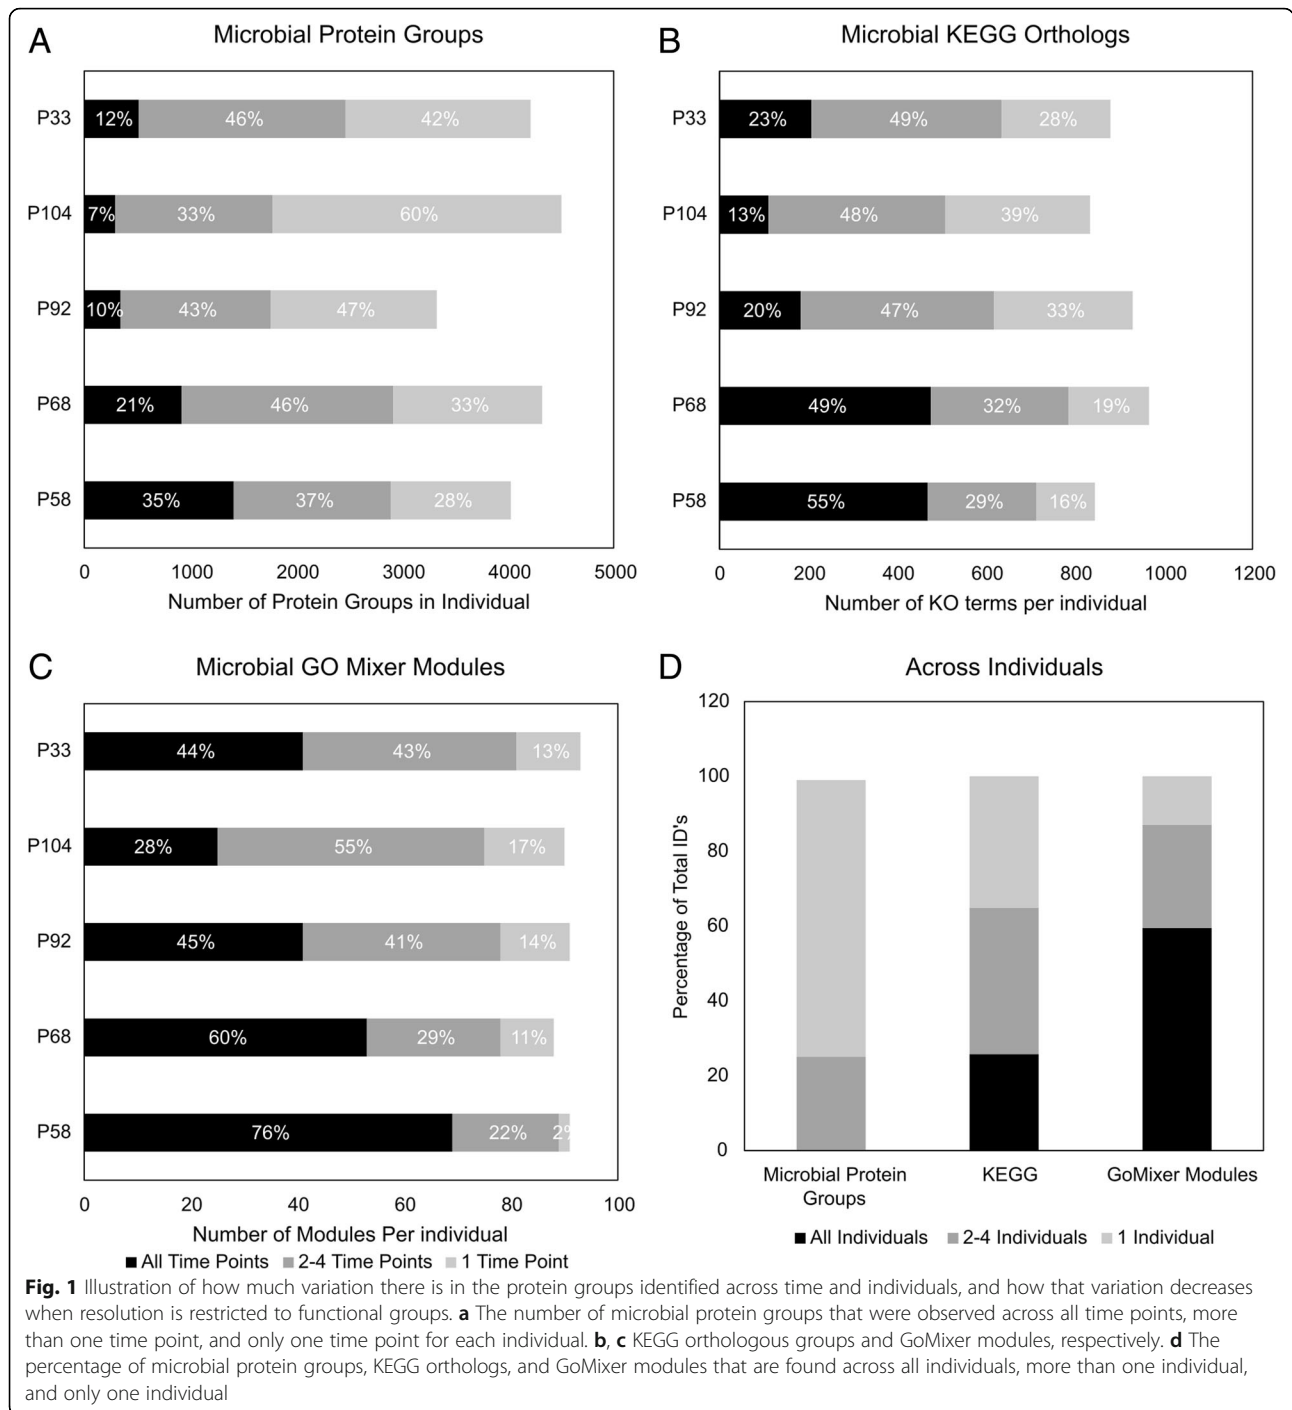 A
Microbial Protein Groups
P33
12%
46%
42%
P104
7%
33%
60%
P92
10%
43%
47%
P68
21%
46%
33%
P58
35%
37%
28%
0 1000 2000 3000 4000 5000
Number of Protein Groups in Individual
B
Microbial KEGG Orthologs
P33
23%
49%
28%
P104
13%
48%
39%
P92
20%
47%
33%
P68
49%
32%
19%
P58
55%
29%
16%
0 200 400 600 800 1000 1200
Number of KO terms per individual
C
Microbial GO Mixer Modules
P33
44%
43%
13%
P104
28%
55%
17%
P92
45%
41%
14%
P68
60%
29%
11%
P58
76%
22%
2%
0 20 40 60 80 100
Number of Modules Per individual
All Time Points 2-4 Time Points 1 Time Point
D
Across Individuals
120
100
80
60
40
20
0
Percentage of Total ID's
Microbial Protein
Groups
KEGG
GoMixer Modules
All Individuals 2-4 Individuals 1 Individual
Fig. 1 Illustration of how much variation there is in the protein groups identified across time and individuals, and how that variation decreases
when resolution is restricted to functional groups. a The number of microbial protein groups that were observed across all time points, more
than one time point, and only one time point for each individual. b, c KEGG orthologous groups and GoMixer modules, respectively. d The
percentage of microbial protein groups, KEGG orthologs, and GoMixer modules that are found across all individuals, more than one individual,
and only one individual